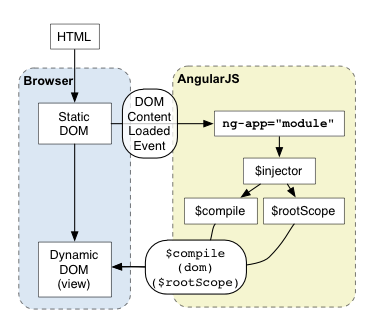 HTML
Browser
AngularJS
Static
DOM
DOM
Content
Loaded
Event
ng-app="module"
$injector
$compile
$rootScope
Dynamic
DOM
(view)
$compile
(dom)
($rootScope)